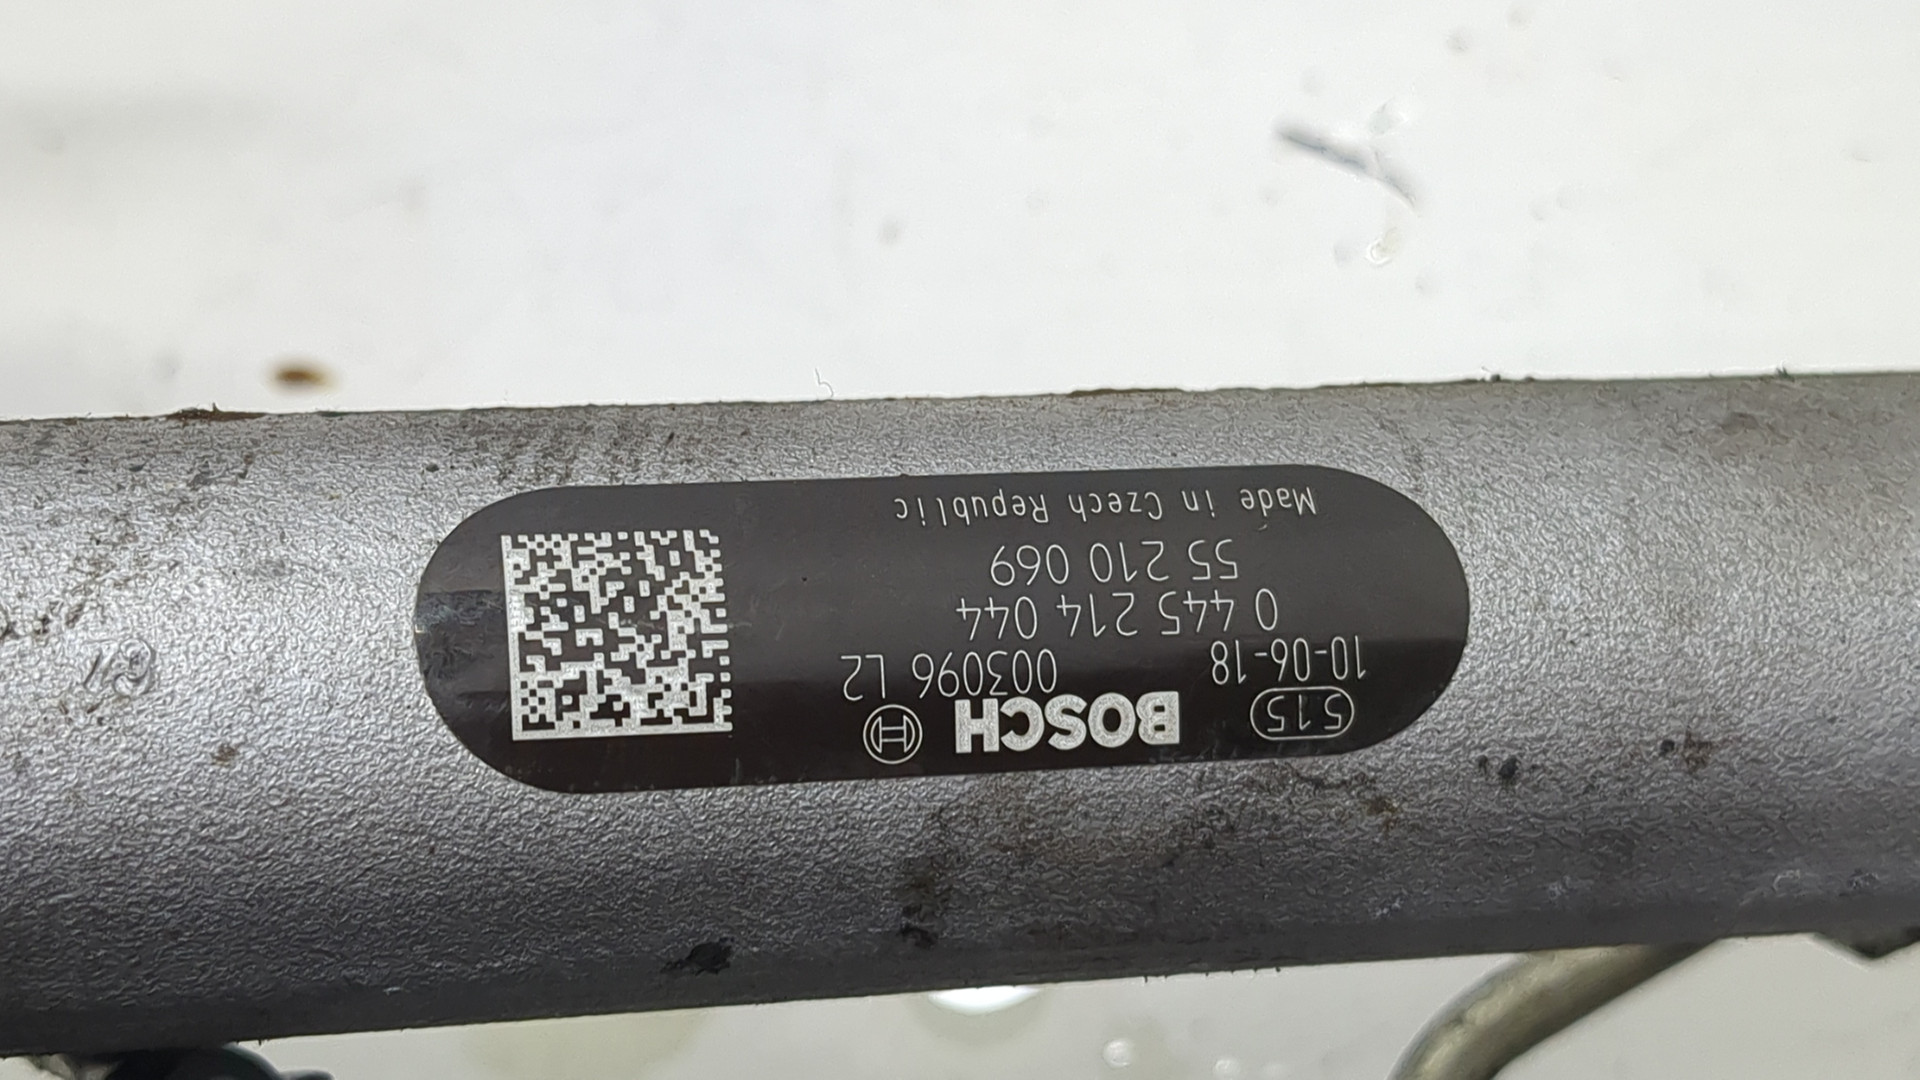 515 BOSCH
10-06-18 003096 L2
0 445 214 044
55 210 069
Made in Czech Republic